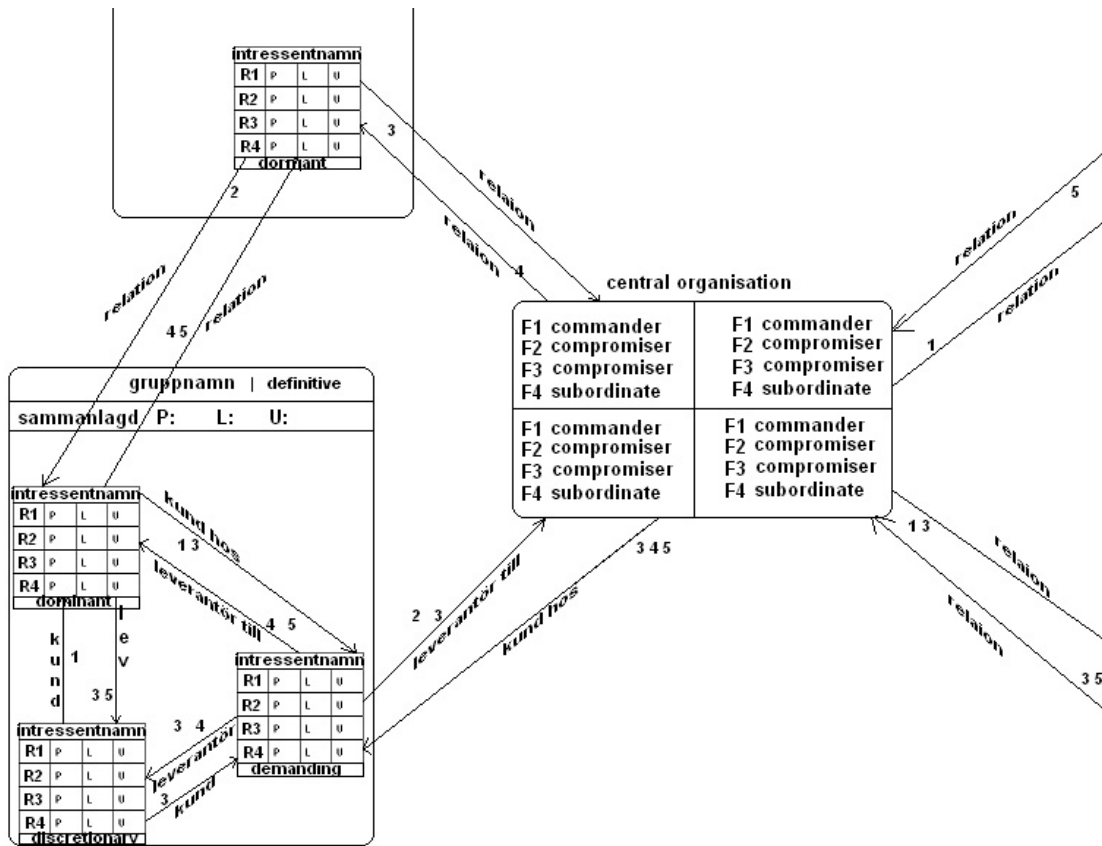 intressentnamn
R1 P L U
R2 P L U
R3 P L U
R4 P L U
dormant
3
relaion
relaion
4
2
relation
4 5
relation
5
relation
1
relation
central organisation
F1 commander
F2 compromiser
F3 compromiser
F4 subordinate
F1 commander
F2 compromiser
F3 compromiser
F4 subordinate
F1 commander
F2 compromiser
F3 compromiser
F4 subordinate
F1 commander
F2 compromiser
F3 compromiser
F4 subordinate
gruppnamn | definitive
sammanlagd P: L: U:
intressentnamn
R1 P L U
R2 P L U
R3 P L U
R4 P L U
dominant
kund hos
1 3
leverantör till
4 5
kund
1
lev
3 5
intressentnamn
R1 P L U
R2 P L U
R3 P L U
R4 P L U
demanding
3 4
leverantör
3
kund
intressentnamn
R1 P L U
R2 P L U
R3 P L U
R4 P L U
discretionary
2 3
leverantör till
3 4 5
kund hos
1 3
relaion
relaion
3 5